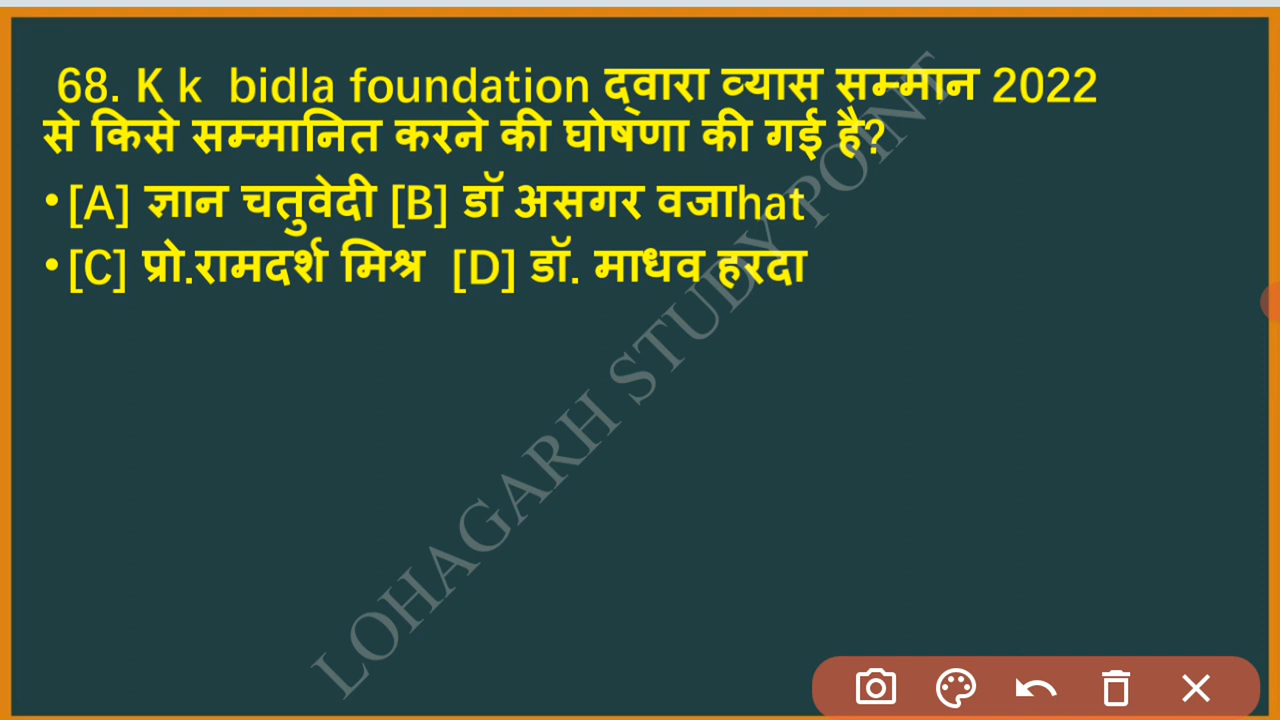 68. K k bidla foundation द्वारा व्यास सम्मान 2022
से किसे सम्मानित करने की घोषणा की गई है?
•[A] ज्ञान चतुवेदी [B] डॉ असगर वजाhat
•[C] प्रो.रामदर्श मिश्र [D] डॉ. माधव हरदा
LOHAGARH STUDY POINT